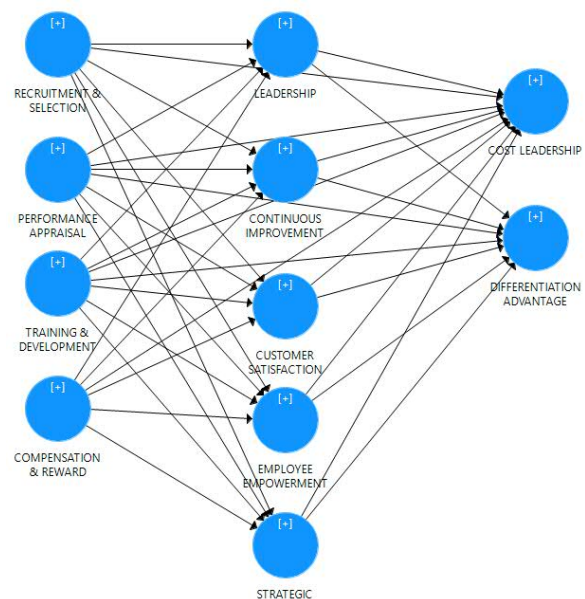 [+]
RECRUITMENT &
SELECTION
[+]
PERFORMANCE
APPRAISAL
[+]
TRAINING &
DEVELOPMENT
[+]
COMPENSATION
& REWARD
[+]
LEADERSHIP
[+]
CONTINUOUS
IMPROVEMENT
[+]
CUSTOMER
SATISFACTION
[+]
EMPLOYEE
EMPOWERMENT
[+]
STRATEGIC
[+]
COST LEADERSHIP
[+]
DIFFERENTIATION
ADVANTAGE